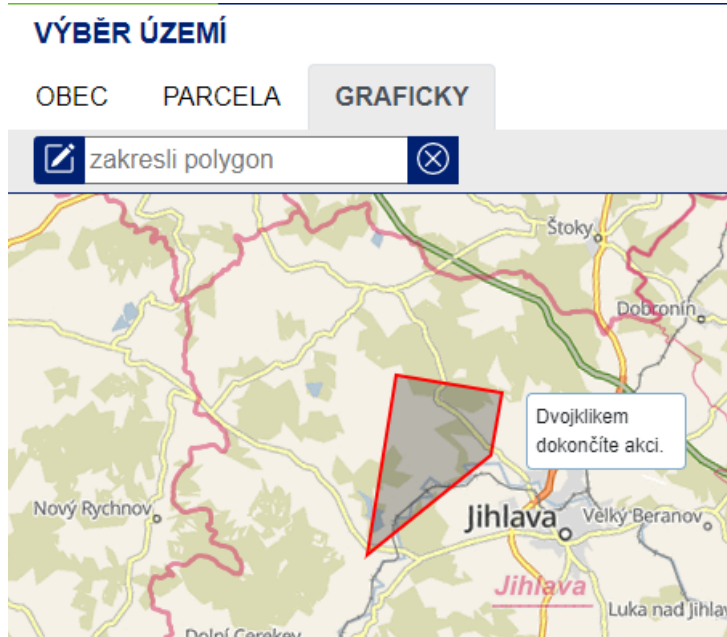 VÝBĚR ÚZEMÍ
OBEC PARCELA GRAFICKY
zakresli polygon
Štoky
Dobronín
Dvojklikem
dokončíte akci.
Nový Rychnov
Jihlava
Velký Beranov
Jihlava
Luka nad Jihlav
Dolní Cerekev